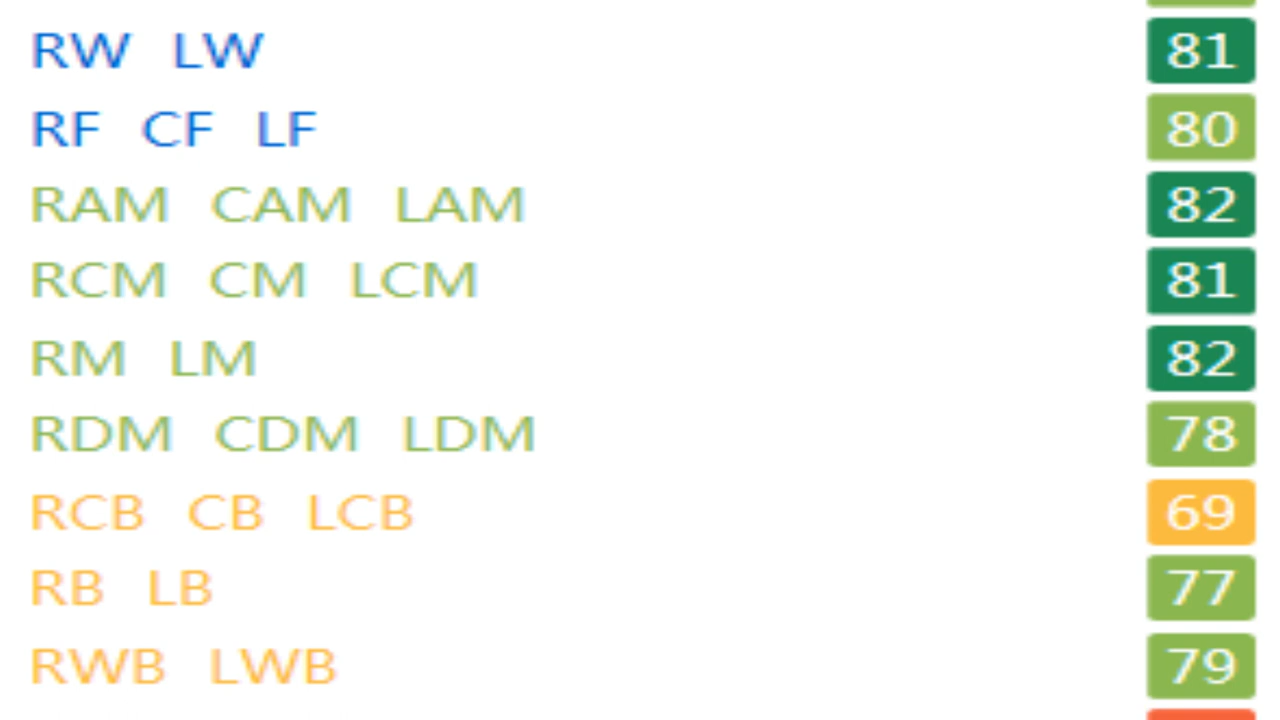 RW LW 81
RF CF LF 80
RAM CAM LAM 82
RCM CM LCM 81
RM LM 82
RDM CDM LDM 78
RCB CB LCB 69
RB LB 77
RWB LWB 79